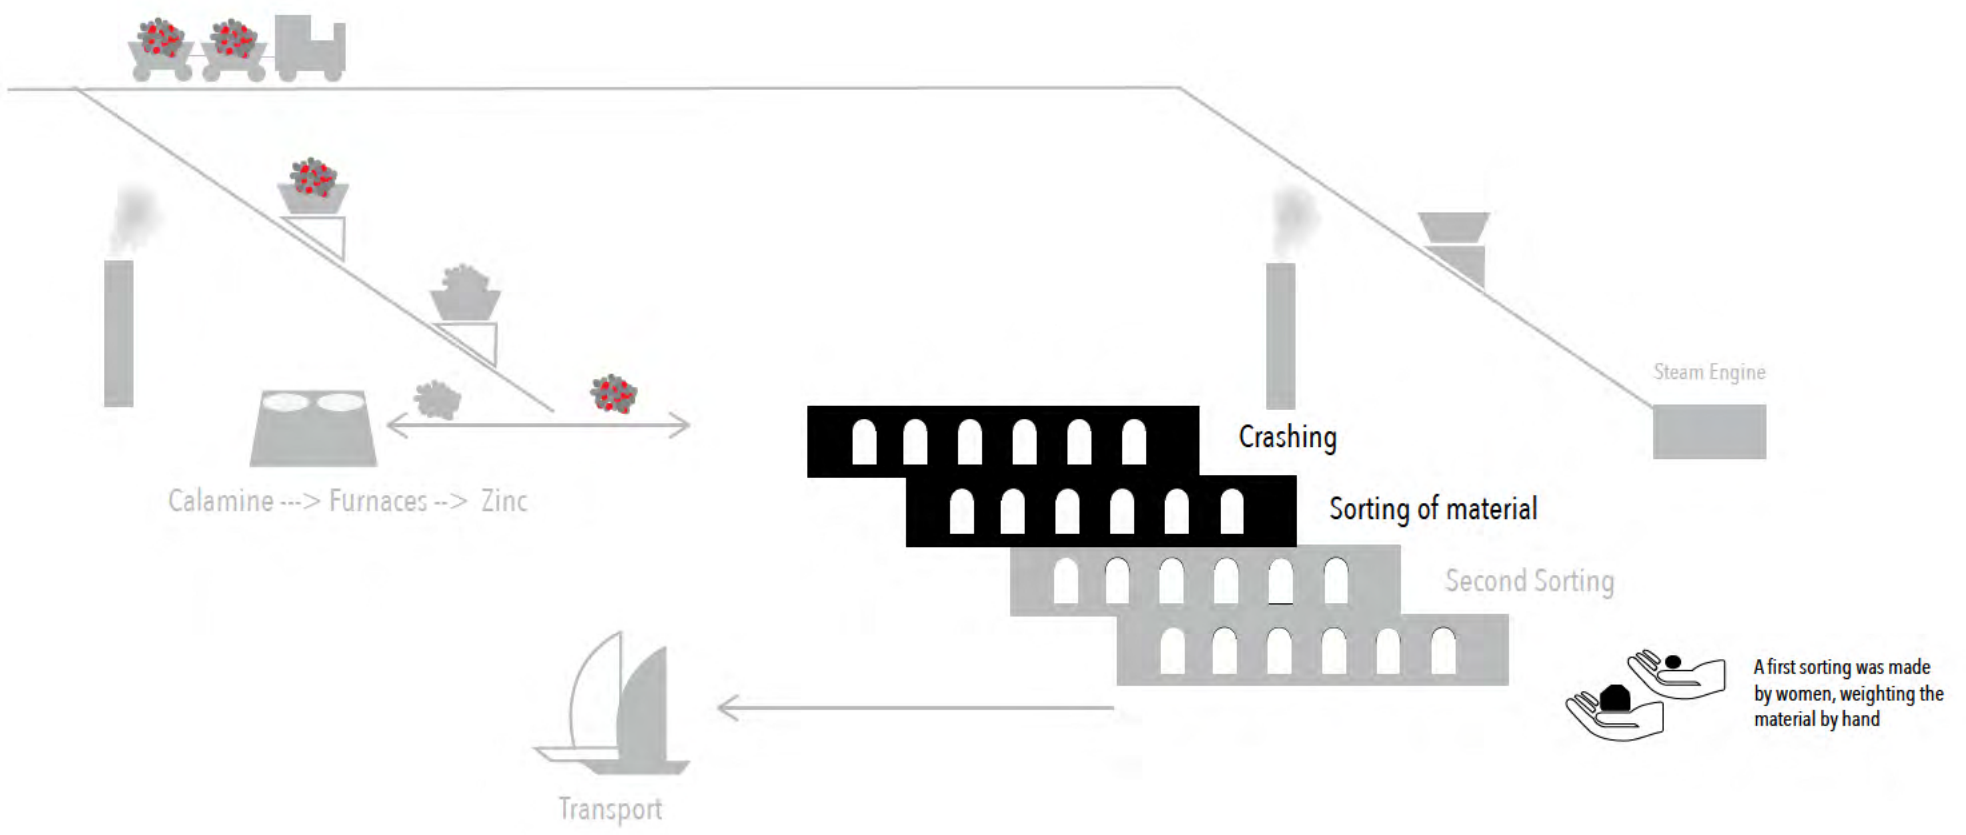 Steam Engine
Crashing
Calamine ---> Furnaces --> Zinc
Sorting of material
Second Sorting
A first sorting was made
by women, weighting the
material by hand
Transport